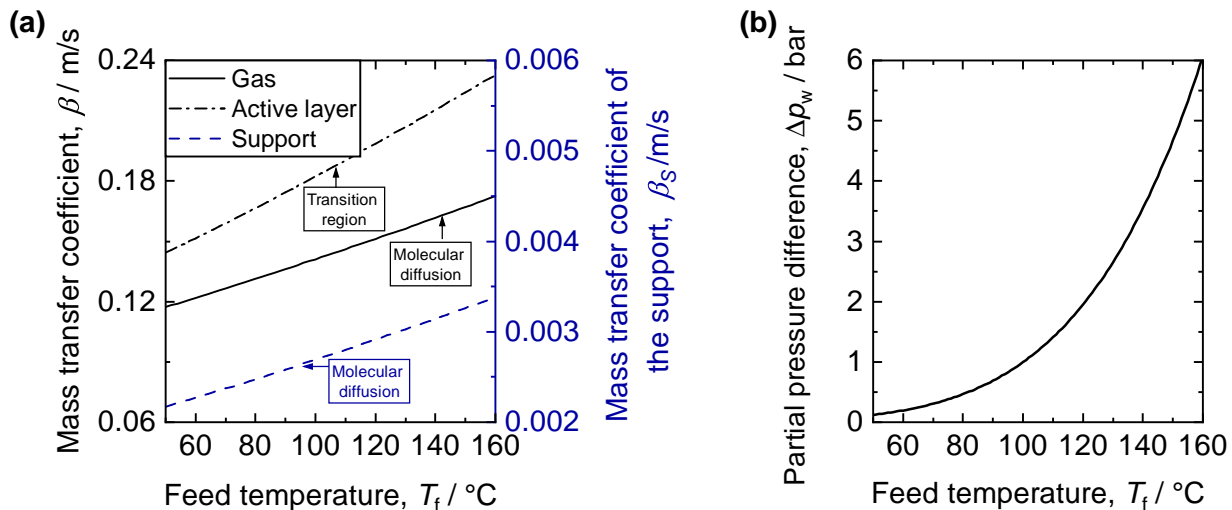 (a)
Mass transfer coefficient, β / m/s
0.24
0.18
0.12
0.06
Gas
Active layer
Support
Transition
region
Molecular
diffusion
Molecular
diffusion
60 80 100 120 140 160
Feed temperature, Tf / °C
0.006
0.005
0.004
0.003
0.002
Mass transfer coefficient of
the support, βS/m/s
(b)
Partial pressure difference, Δpw / bar
6
5
4
3
2
1
0
60 80 100 120 140 160
Feed temperature, Tf / °C